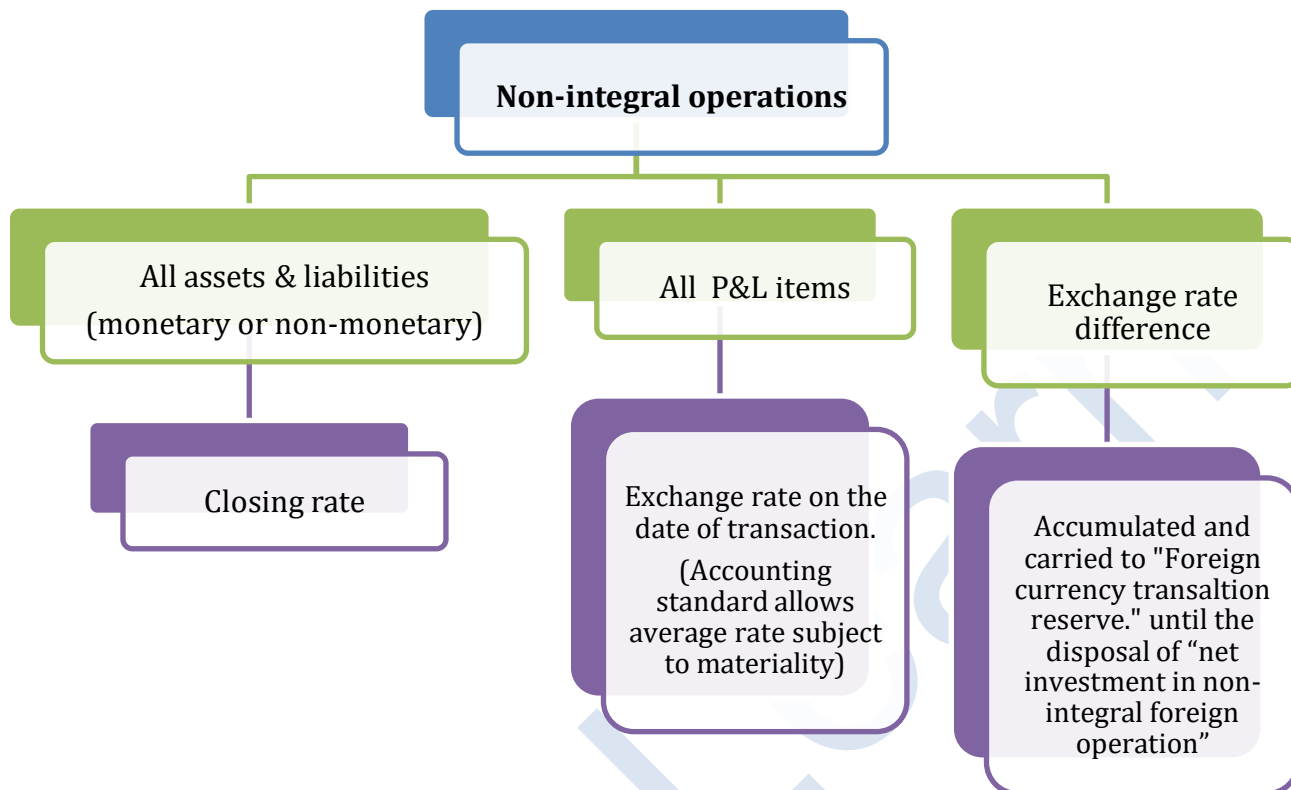 Non-integral operations
All assets & liabilities
(monetary or non-monetary)
All P&L items
Exchange rate
difference
Closing rate
Exchange rate on the
date of transaction.
(Accounting
standard allows
average rate subject
to materiality)
Accumulated and
carried to "Foreign
currency transaltion
reserve." until the
disposal of “net
investment in non-
integral foreign
operation”